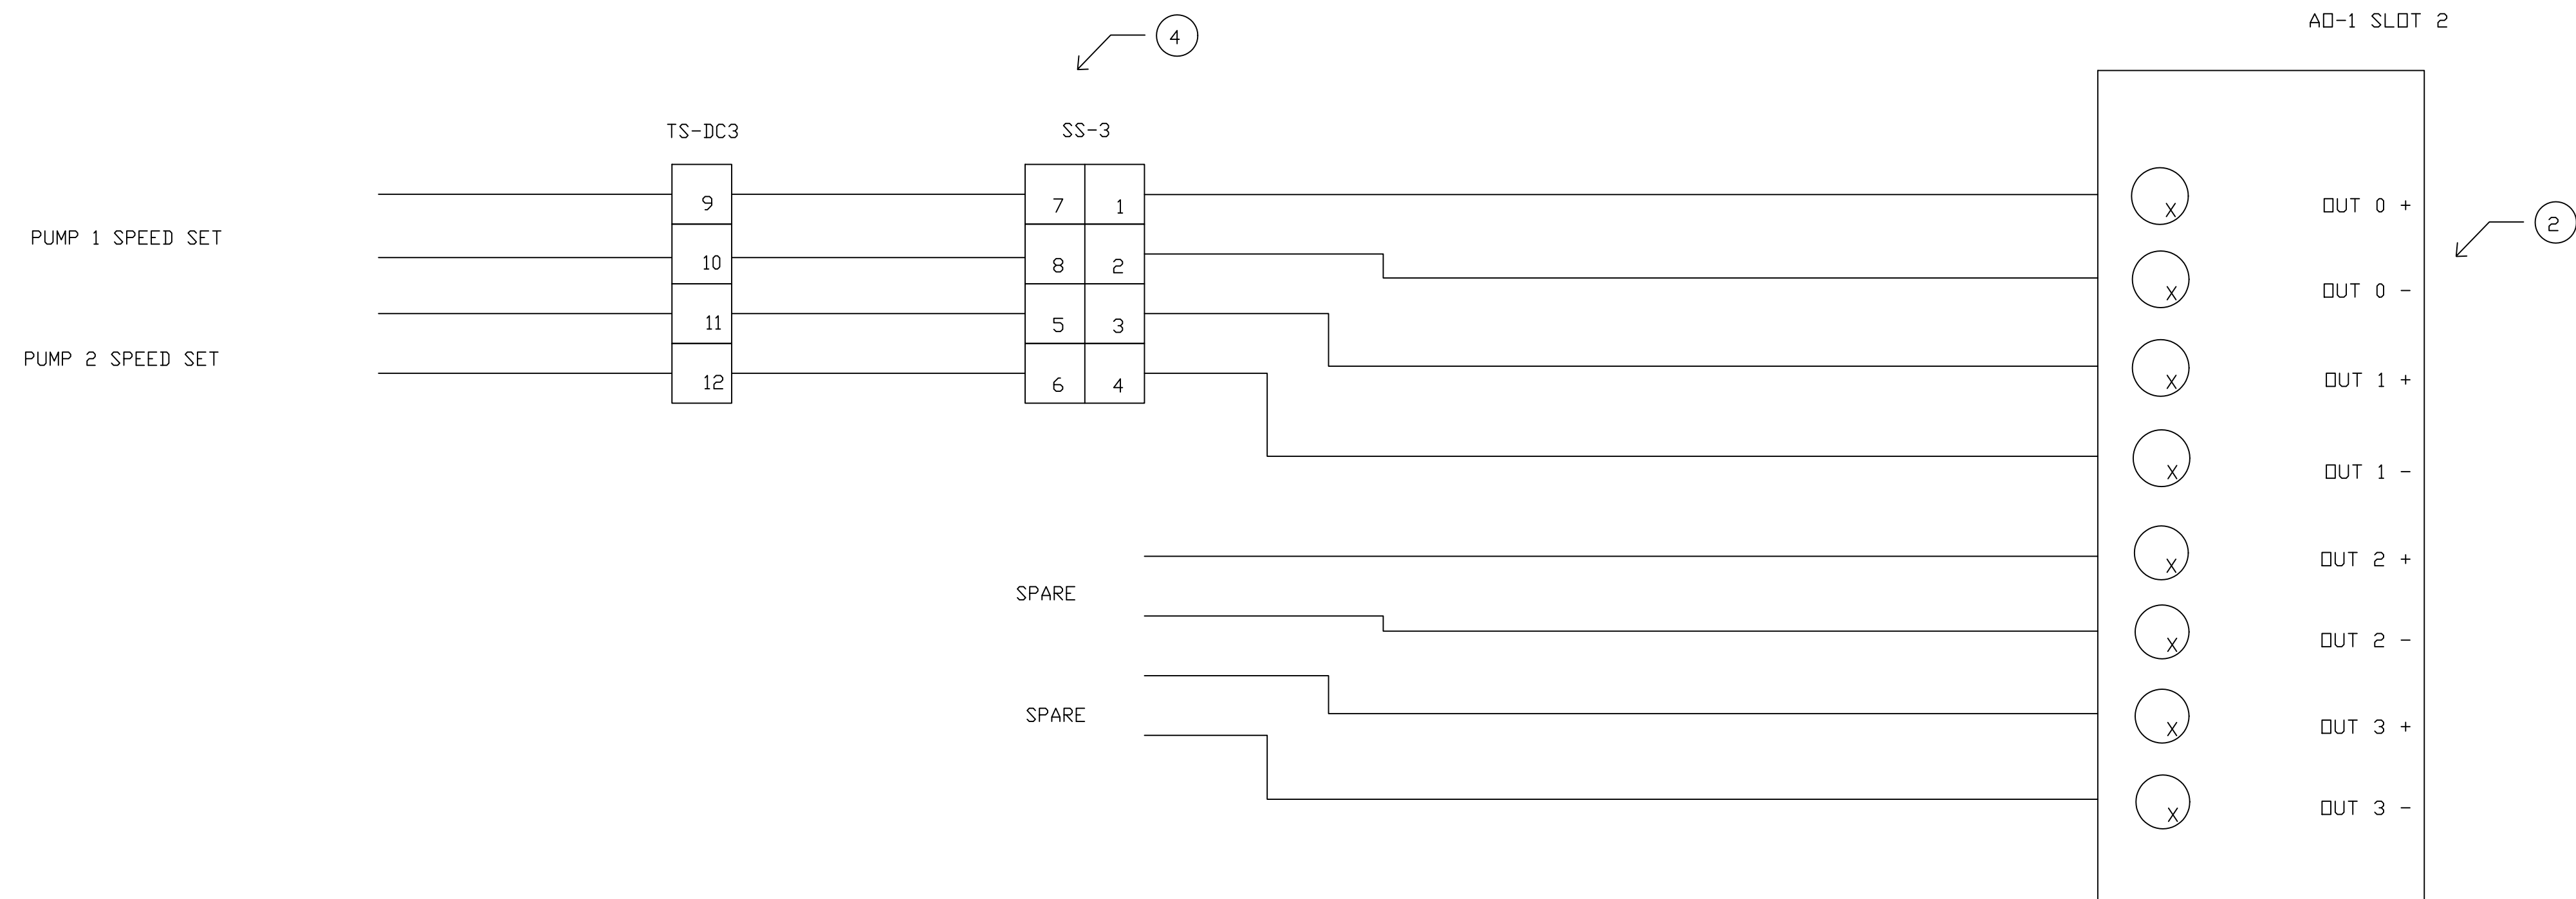 AO-1 SLOT 2
4
TS-DC3
SS-3
9
7 1
OUT 0 +
2
PUMP 1 SPEED SET
10
8 2
OUT 0 -
11
5 3
PUMP 2 SPEED SET
12
6 4
OUT 1 +
OUT 1 -
OUT 2 +
SPARE
OUT 2 -
SPARE
OUT 3 +
OUT 3 -
X
X
X
X
X
X
X
X